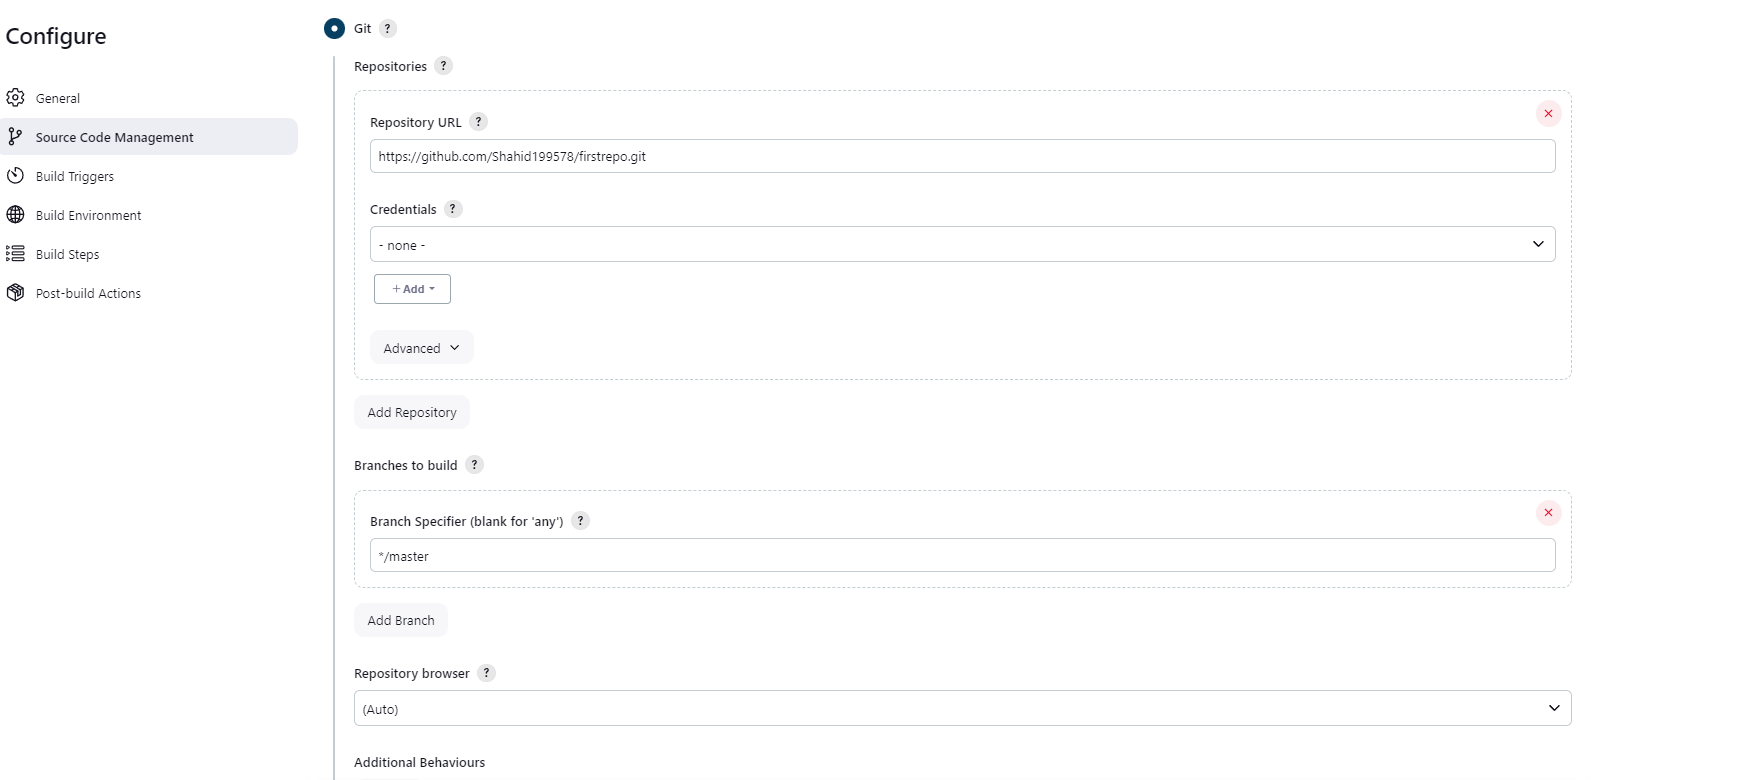 Configure
General
Source Code Management
Build Triggers
Build Environment
Build Steps
Post-build Actions
Git ?
Repositories ?
Repository URL ?
https://github.com/Shahid199578/firstrepo.git
Credentials ?
- none -
+ Add
Advanced
Add Repository
Branches to build ?
Branch Specifier (blank for 'any') ?
*/master
Add Branch
Repository browser ?
(Auto)
Additional Behaviours